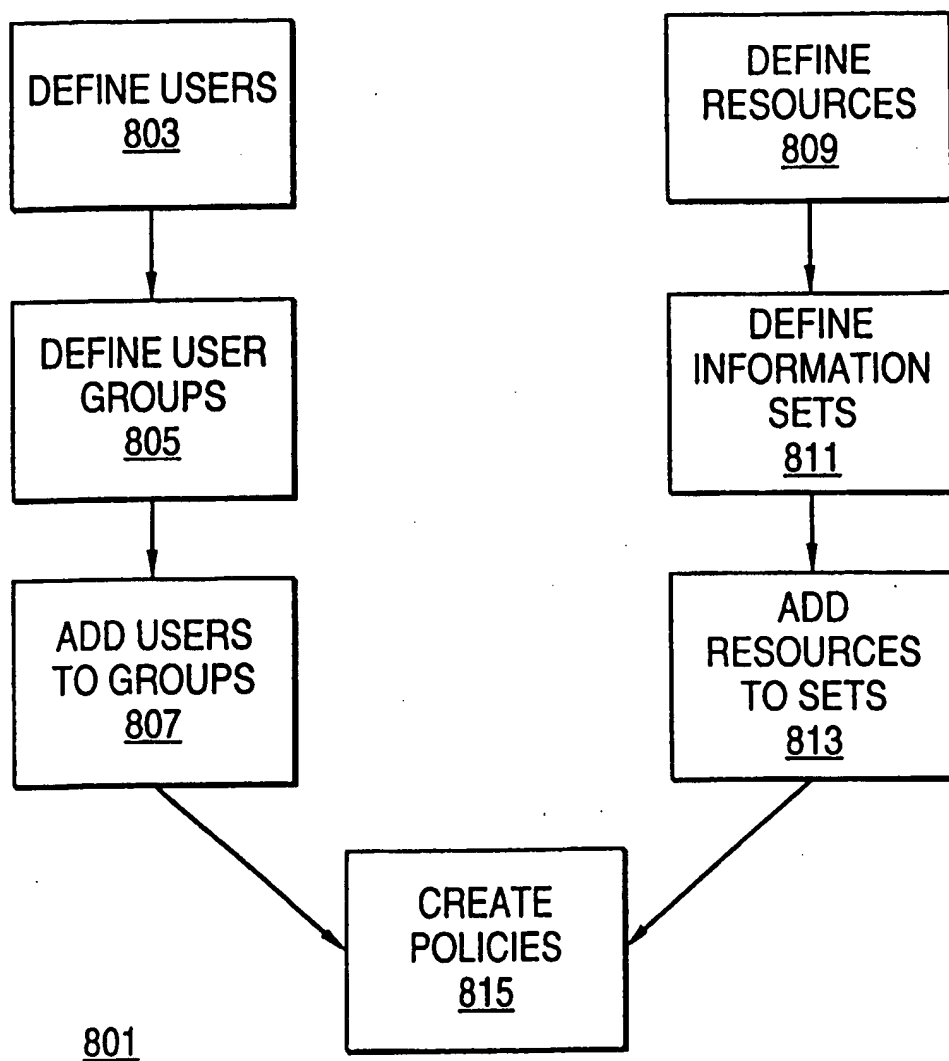 DEFINE USERS
803
DEFINE USER
GROUPS
805
ADD USERS
TO GROUPS
807
DEFINE
RESOURCES
809
DEFINE
INFORMATION
SETS
811
ADD
RESOURCES
TO SETS
813
CREATE
POLICIES
815
801